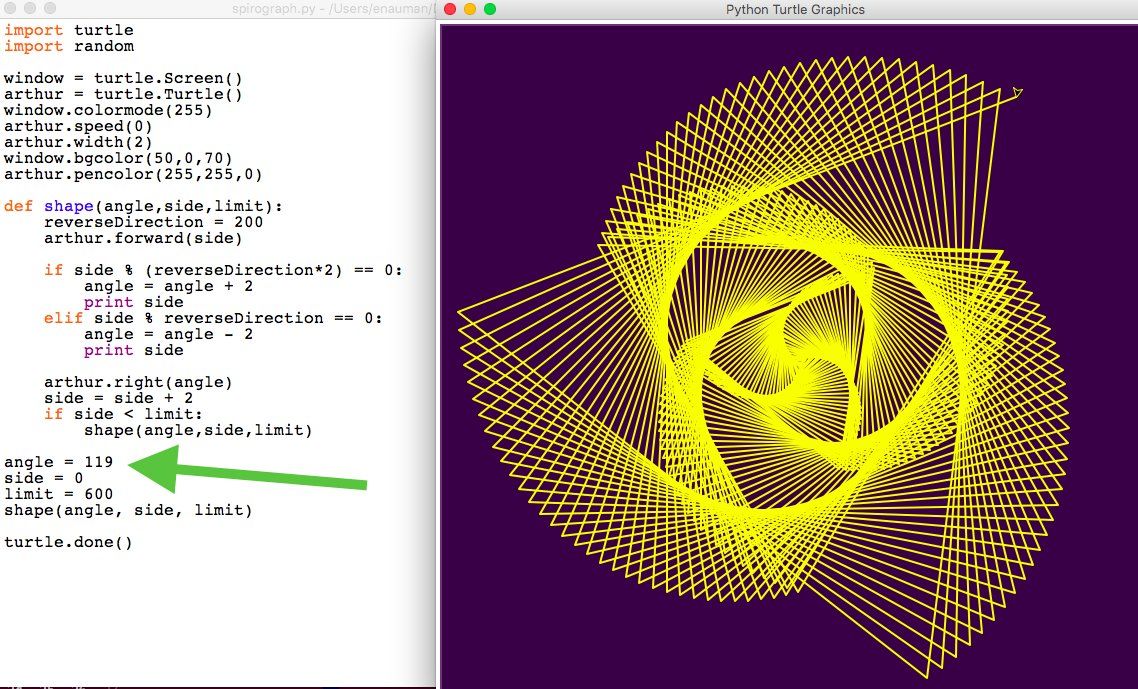 spirograph.py - /Users/enauman/
Python Turtle Graphics
import turtle
import random
window = turtle.Screen()
arthur = turtle.Turtle()
window.colormode(255)
arthur.speed(0)
arthur.width(2)
window.bgcolor(50,0,70)
arthur.pencolor(255,255,0)
def shape(angle,side,limit):
    reverseDirection = 200
    arthur.forward(side)
    if side % (reverseDirection*2) == 0:
        angle = angle + 2
        print side
    elif side % reverseDirection == 0:
        angle = angle - 2
        print side
    arthur.right(angle)
    side = side + 2
    if side < limit:
        shape(angle,side,limit)
angle = 119
side = 0
limit = 600
shape(angle, side, limit)
turtle.done()